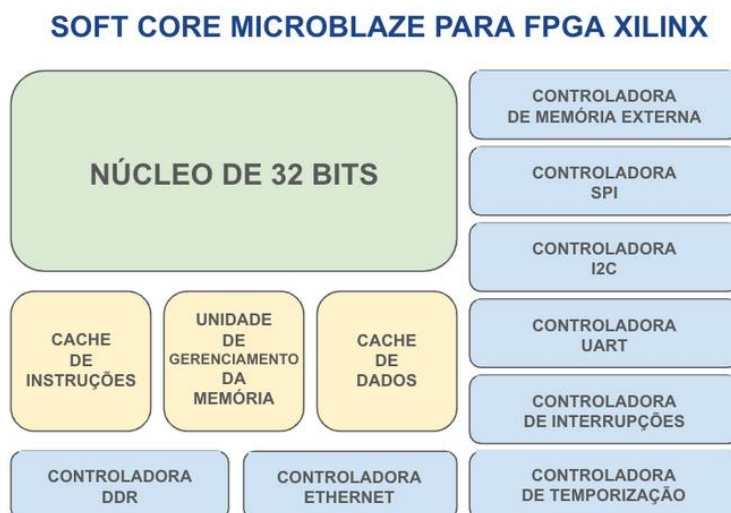 SOFT CORE MICROBLAZE PARA FPGA XILINX
NÚCLEO DE 32 BITS
CACHE
DE
INSTRUÇÕES
UNIDADE
DE
GERENCIAMENTO
DA
MEMÓRIA
CACHE
DE
DADOS
CONTROLADORA
DDR
CONTROLADORA
ETHERNET
CONTROLADORA
DE MEMÓRIA EXTERNA
CONTROLADORA
SPI
CONTROLADORA
I2C
CONTROLADORA
UART
CONTROLADORA
DE INTERRUPÇÕES
CONTROLADORA
DE TEMPORIZAÇÃO